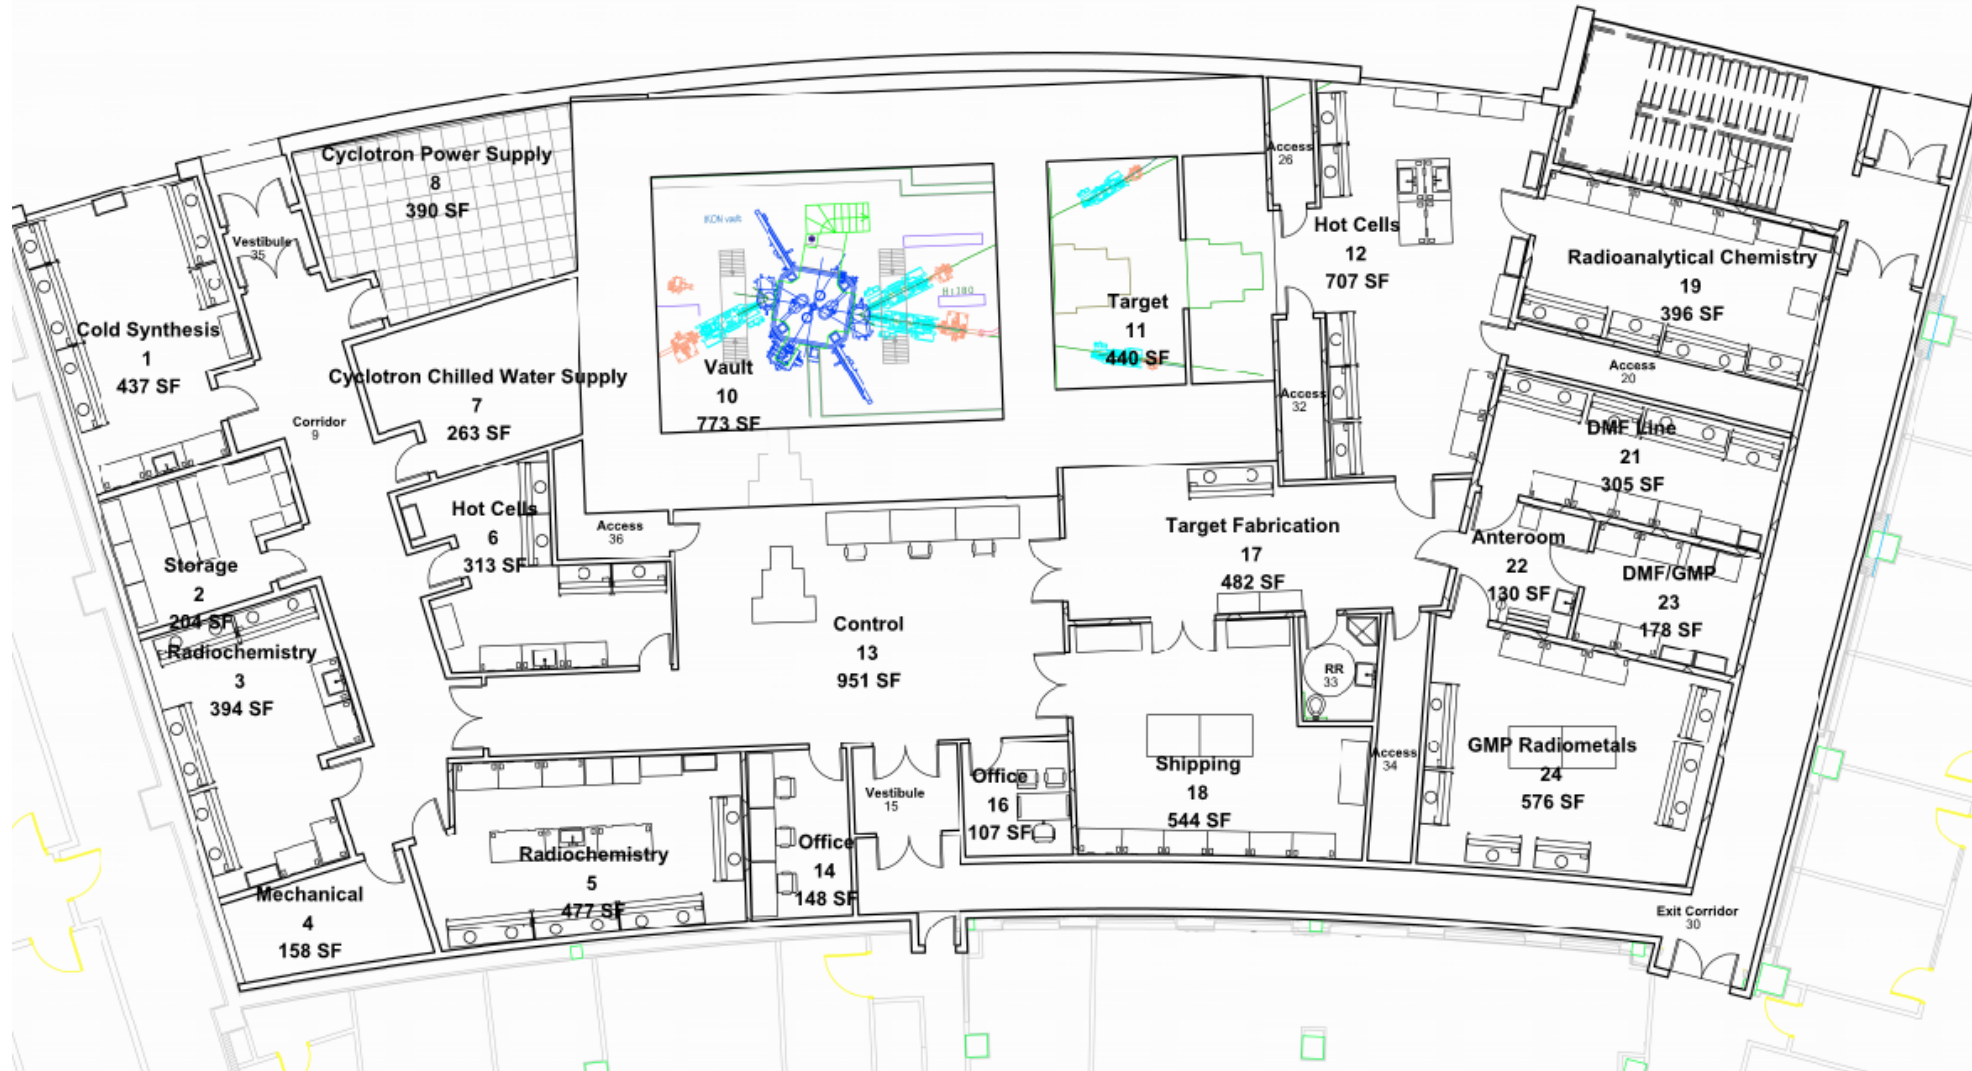 Cyclotron Power Supply
8
390 SF
Vestibule
35
Cold Synthesis
1
437 SF
Cyclotron Chilled Water Supply
7
263 SF
Corridor
9
IKON vault
Vault
10
773 SF
Target
11
440 SF
Access
26
Hot Cells
12
707 SF
Access
32
Radioanalytical Chemistry
19
396 SF
Access
20
DMF Line
21
305 SF
Storage
2
204 SF
Hot Cells
6
313 SF
Access
36
Target Fabrication
17
482 SF
Anteroom
22
130 SF
DMF/GMP
23
178 SF
Radiochemistry
3
394 SF
Control
13
951 SF
RR
33
Access
34
GMP Radiometals
24
576 SF
Shipping
18
544 SF
Office
16
107 SF
Vestibule
15
Office
14
148 SF
Radiochemistry
5
477 SF
Mechanical
4
158 SF
Exit Corridor
30